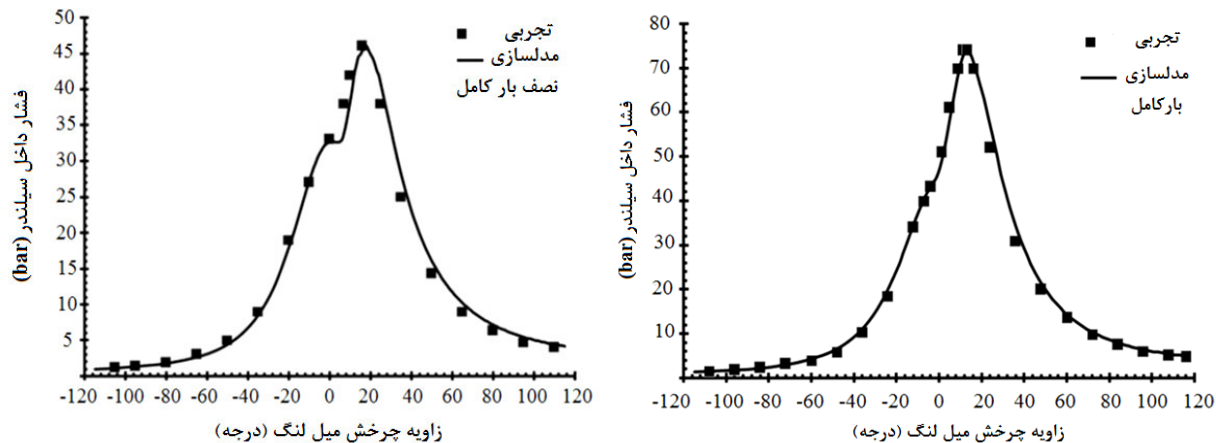 50
45
40
35
30
25
20
15
10
5
-120 -100 -80 -60 -40 -20 0 20 40 60 80 100 120
فشار داخل سیلندر (bar)
زاویه چرخش میل لنگ (درجه)
تجربی
مدلسازی
نصف بار کامل
80
70
60
50
40
30
20
10
-120 -100 -80 -60 -40 -20 0 20 40 60 80 100 120
فشار داخل سیلندر (bar)
زاویه چرخش میل لنگ (درجه)
تجربی
مدلسازی
بارکامل